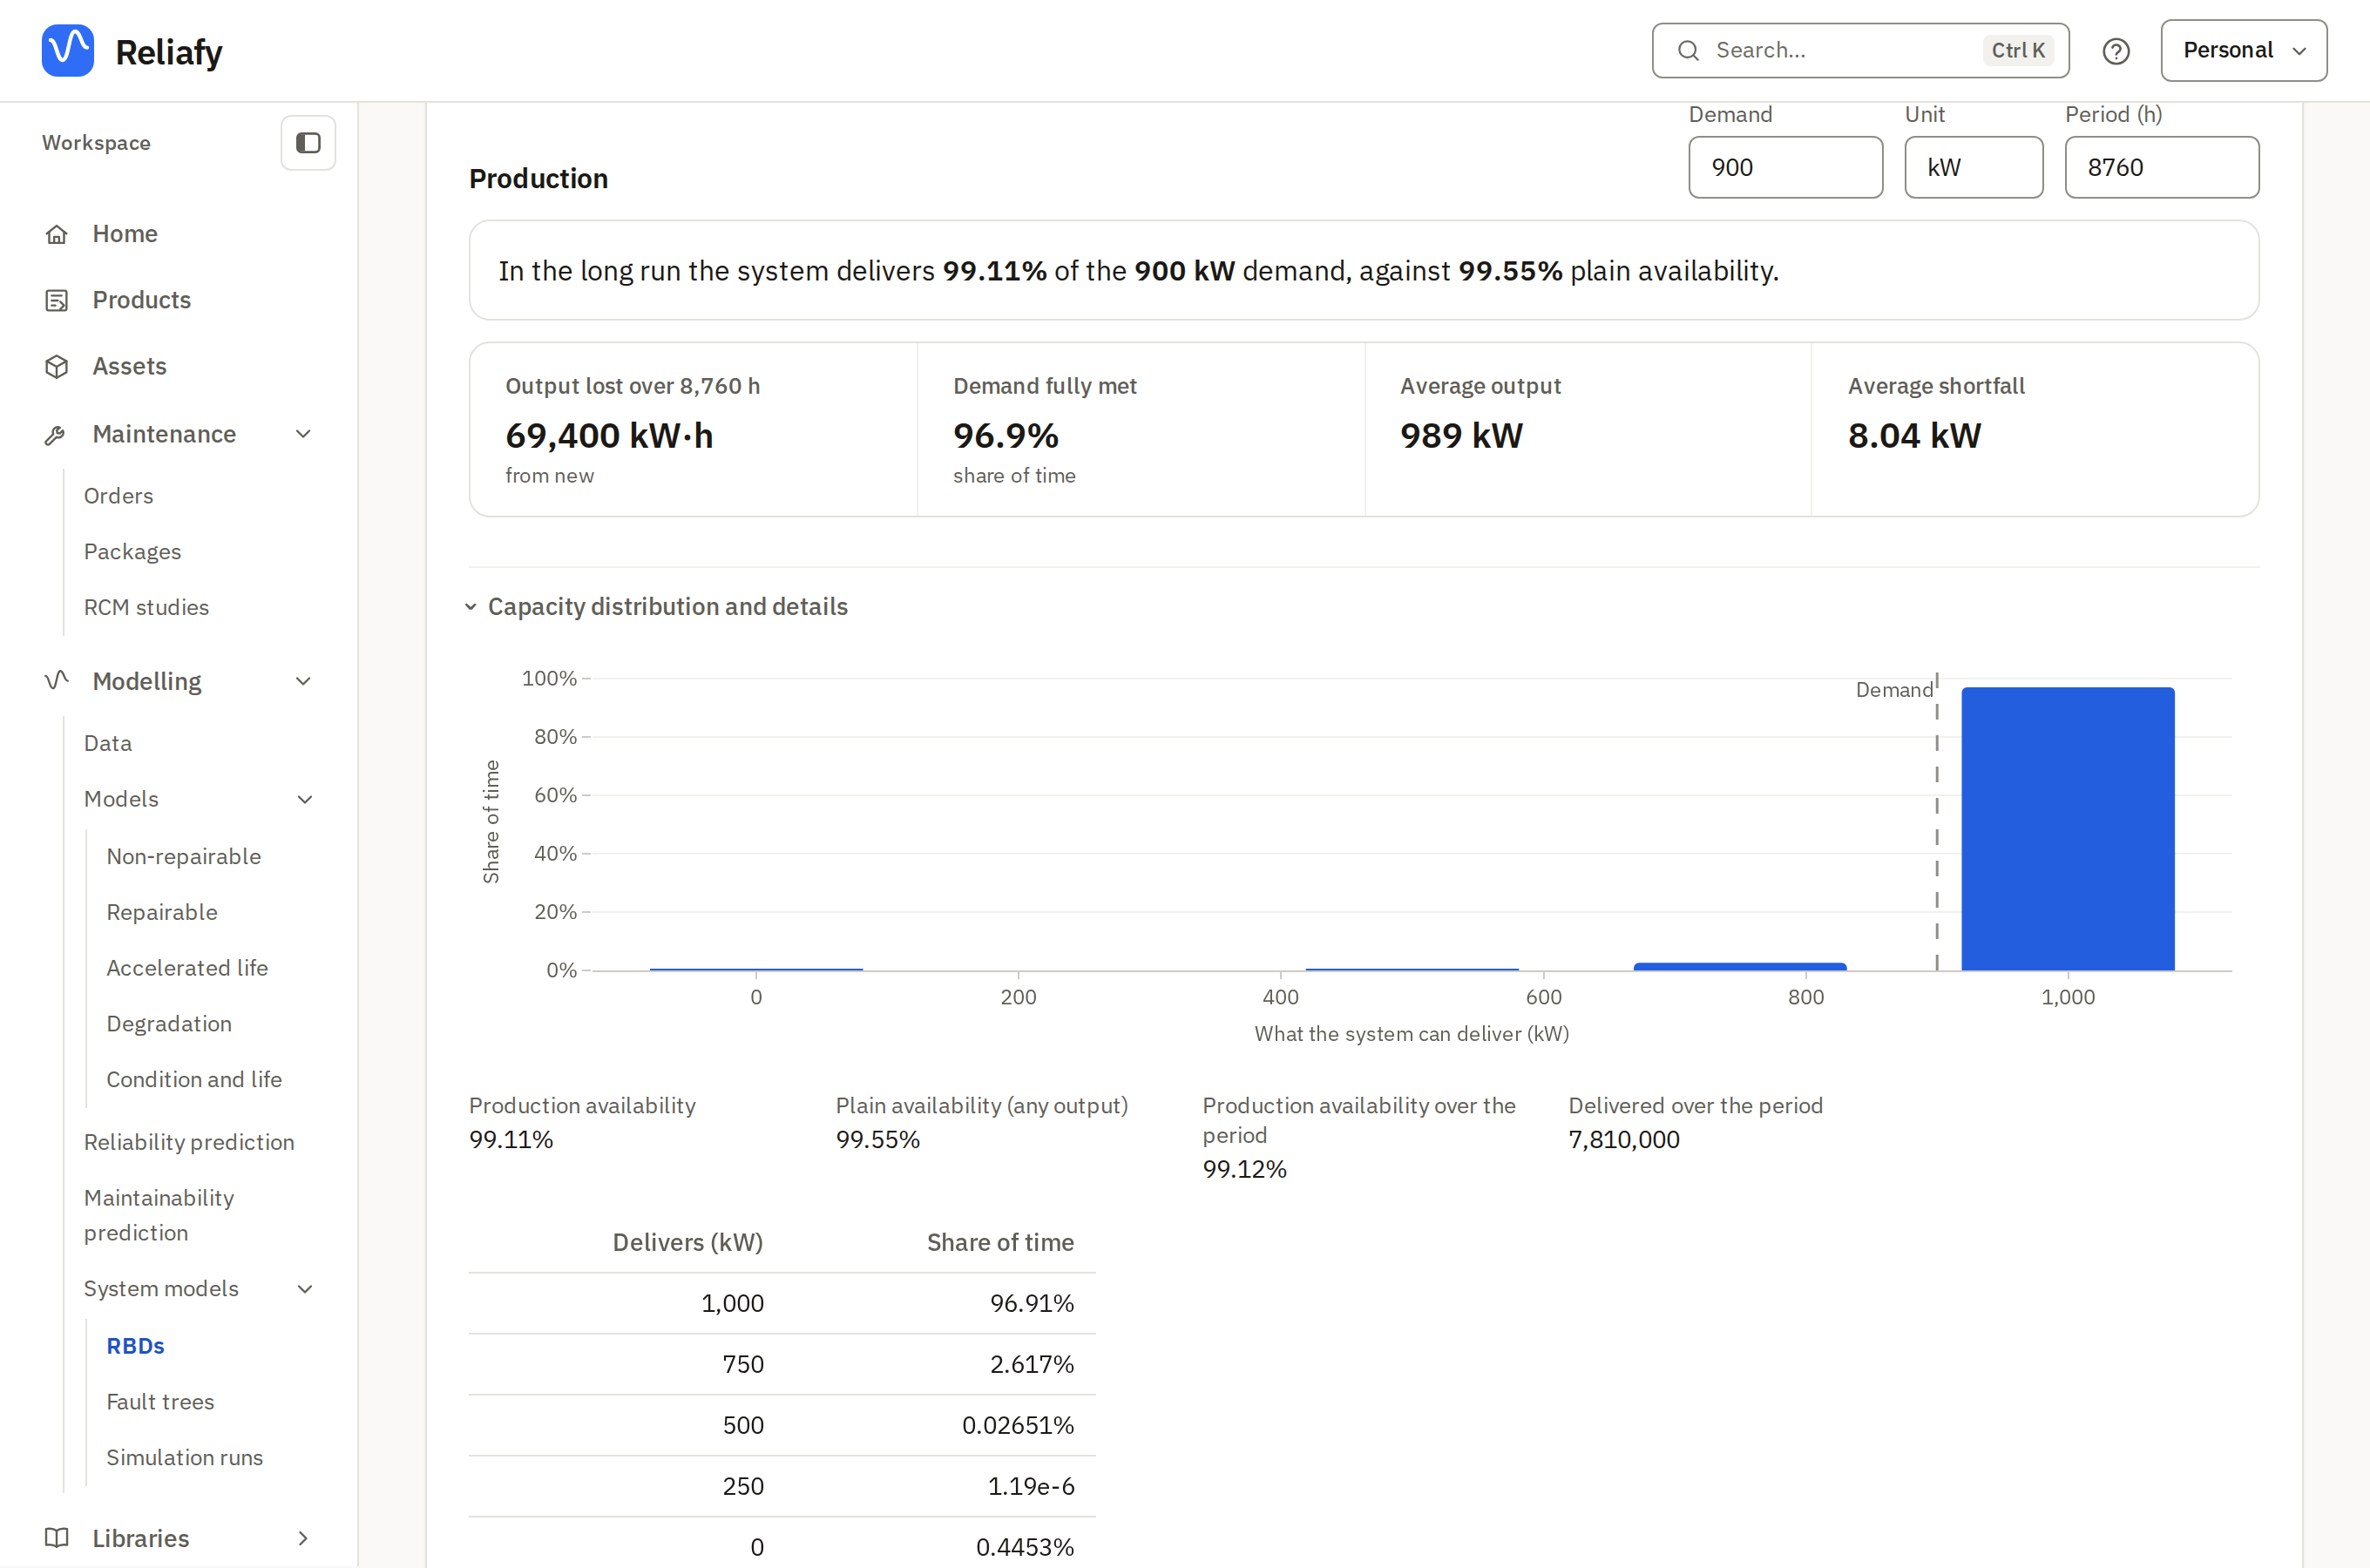 Reliafy
Search...
Ctrl K
Personal
Workspace
Home
Products
Assets
Maintenance
Orders
Packages
RCM studies
Modelling
Data
Models
Non-repairable
Repairable
Accelerated life
Degradation
Condition and life
Reliability prediction
Maintainability
prediction
System models
RBDs
Fault trees
Simulation runs
Libraries
Production
Demand
900
Unit
kW
Period (h)
8760
In the long run the system delivers 99.11% of the 900 kW demand, against 99.55% plain availability.
Output lost over 8,760 h
69,400 kW·h
from new
Demand fully met
96.9%
share of time
Average output
989 kW
Average shortfall
8.04 kW
Capacity distribution and details
Share of time
100%
80%
60%
40%
20%
0%
Demand
0 200 400 600 800 1,000
What the system can deliver (kW)
Production availability
99.11%
Plain availability (any output)
99.55%
Production availability over the
period
99.12%
Delivered over the period
7,810,000
Delivers (kW) Share of time
1,000 96.91%
750 2.617%
500 0.02651%
250 1.19e-6
0 0.4453%